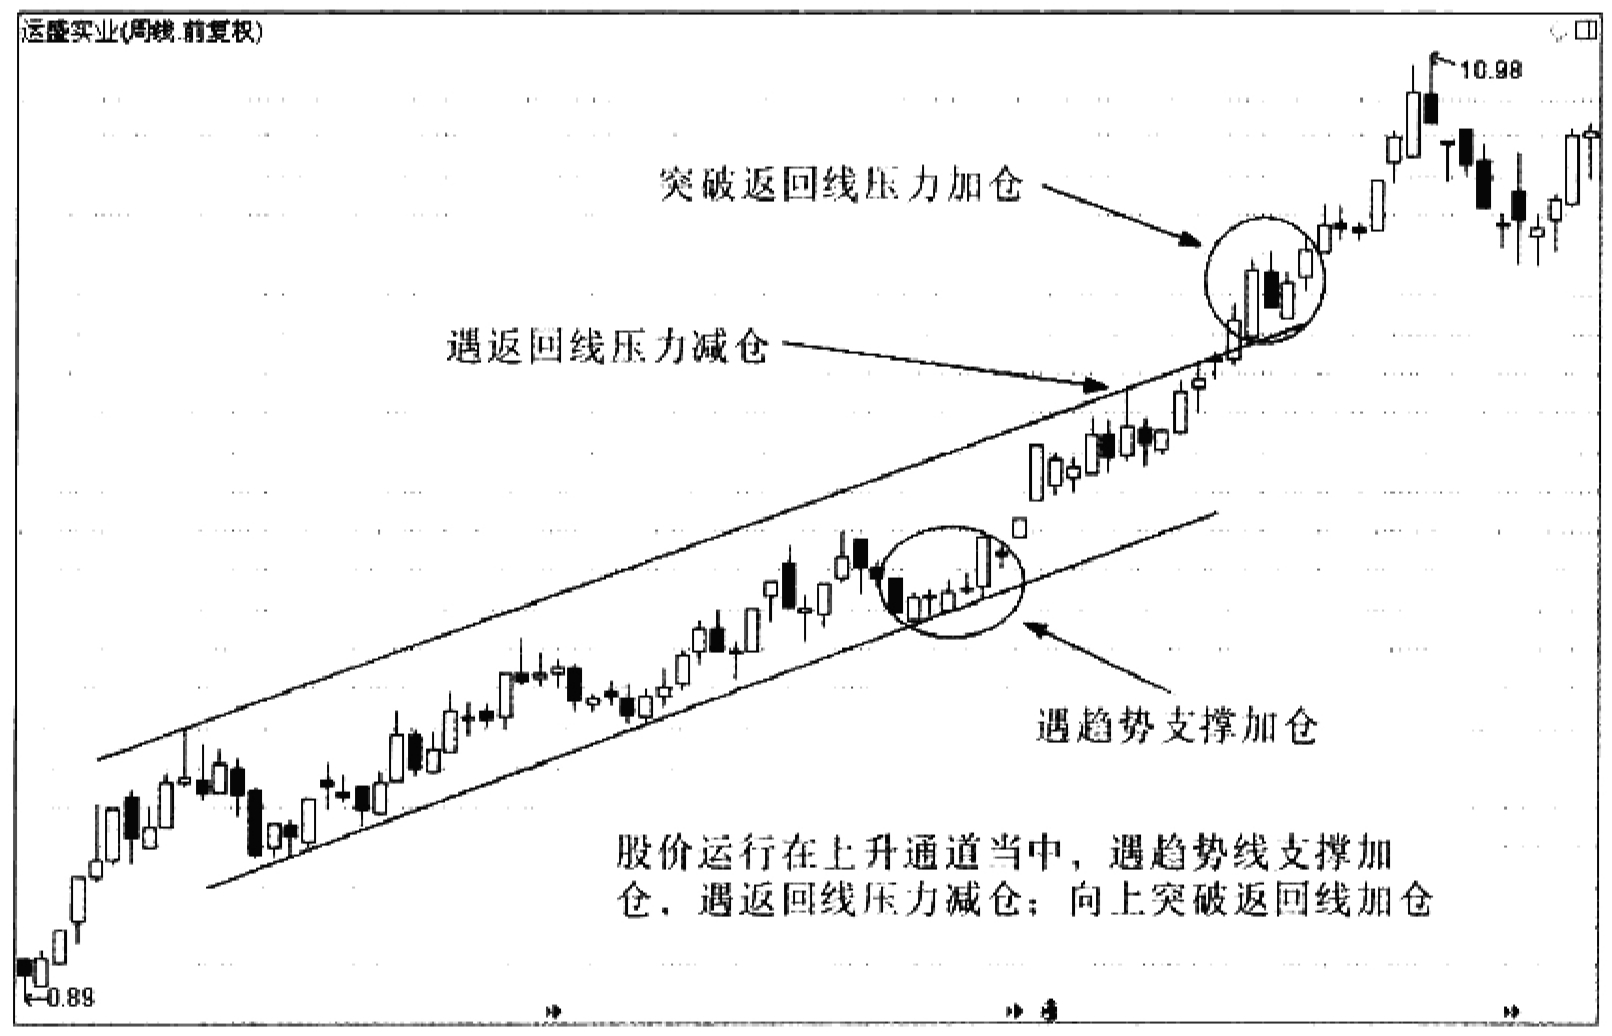 运盛实业(周线.前复权)
10.98
突破返回线压力加仓
遇返回线压力减仓
遇趋势支撑加仓
股价运行在上升通道当中，遇趋势线支撑加
仓，遇返回线压力减仓；向上突破返回线加仓
0.89